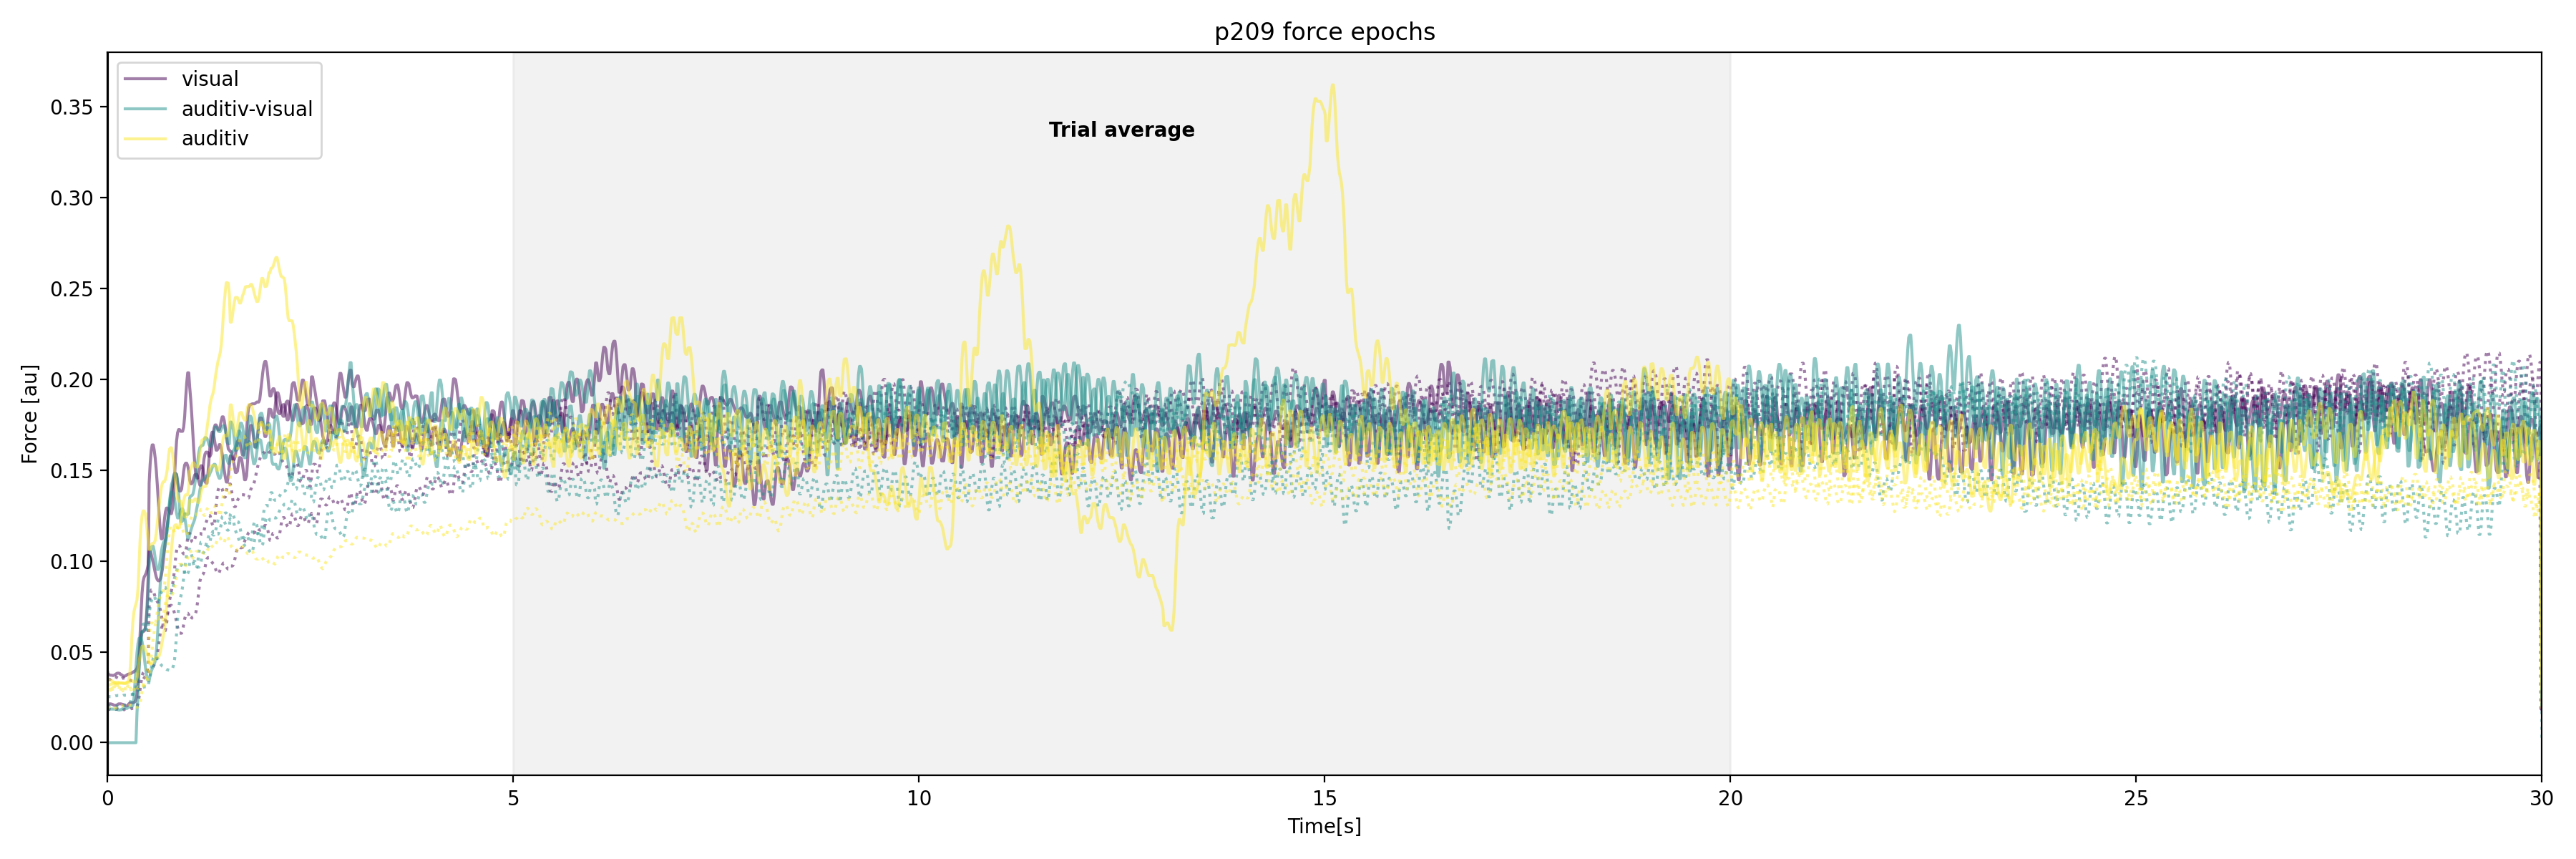 p209 force epochs
visual
auditiv-visual
auditiv
Trial average
Force [au]
0.35
0.30
0.25
0.20
0.15
0.10
0.05
0.00
0 5 10 15 20 25 30
Time[s]